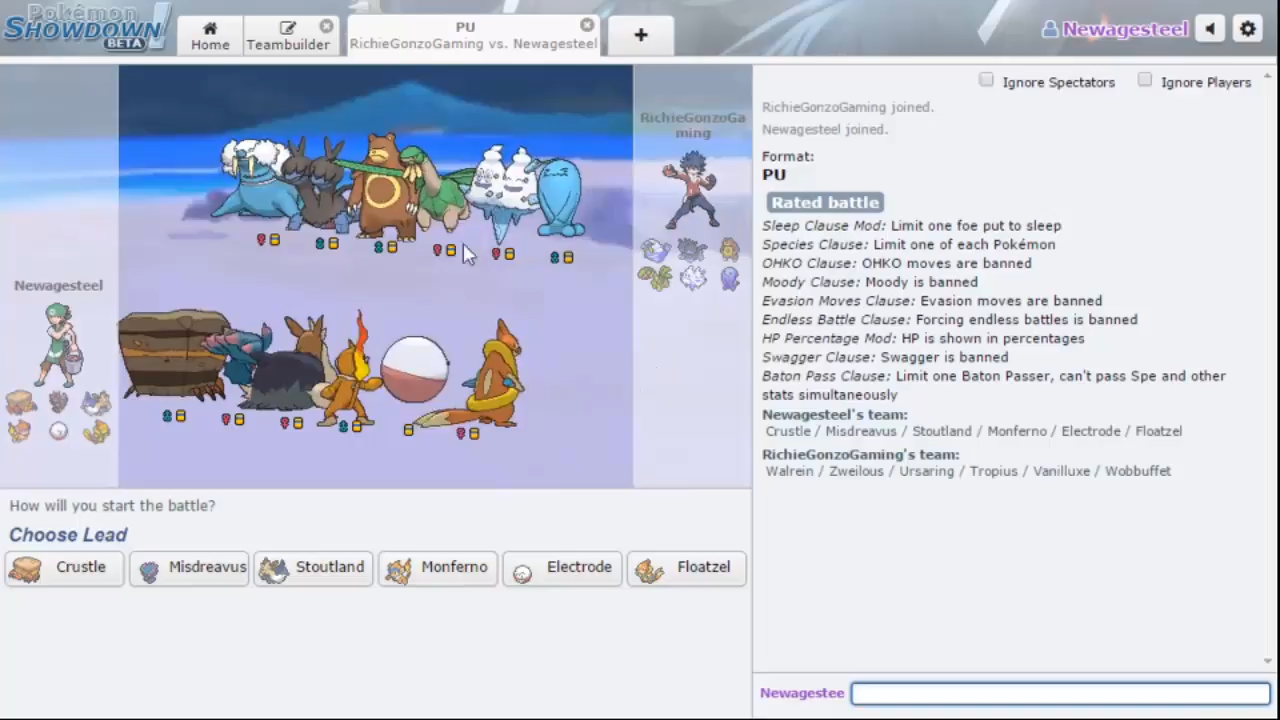 Pokémon
SHOWDOWN!
BETA
Home
Teambuilder
PU
RichieGonzoGaming vs. Newagesteel
+
Newagesteel
Ignore Spectators
Ignore Players
RichieGonzoGa
ming
Newagesteel
RichieGonzoGaming joined.
Newagesteel joined.
Format:
PU
Rated battle
Sleep Clause Mod: Limit one foe put to sleep
Species Clause: Limit one of each Pokémon
OHKO Clause: OHKO moves are banned
Moody Clause: Moody is banned
Evasion Moves Clause: Evasion moves are banned
Endless Battle Clause: Forcing endless battles is banned
HP Percentage Mod: HP is shown in percentages
Swagger Clause: Swagger is banned
Baton Pass Clause: Limit one Baton Passer, can't pass Spe and other
stats simultaneously
Newagesteel's team:
Crustle / Misdreavus / Stoutland / Monferno / Electrode / Floatzel
RichieGonzoGaming's team:
Walrein / Zweilous / Ursaring / Tropius / Vanilluxe / Wobbuffet
How will you start the battle?
Choose Lead
Crustle
Misdreavus
Stoutland
Monferno
Electrode
Floatzel
Newagestee